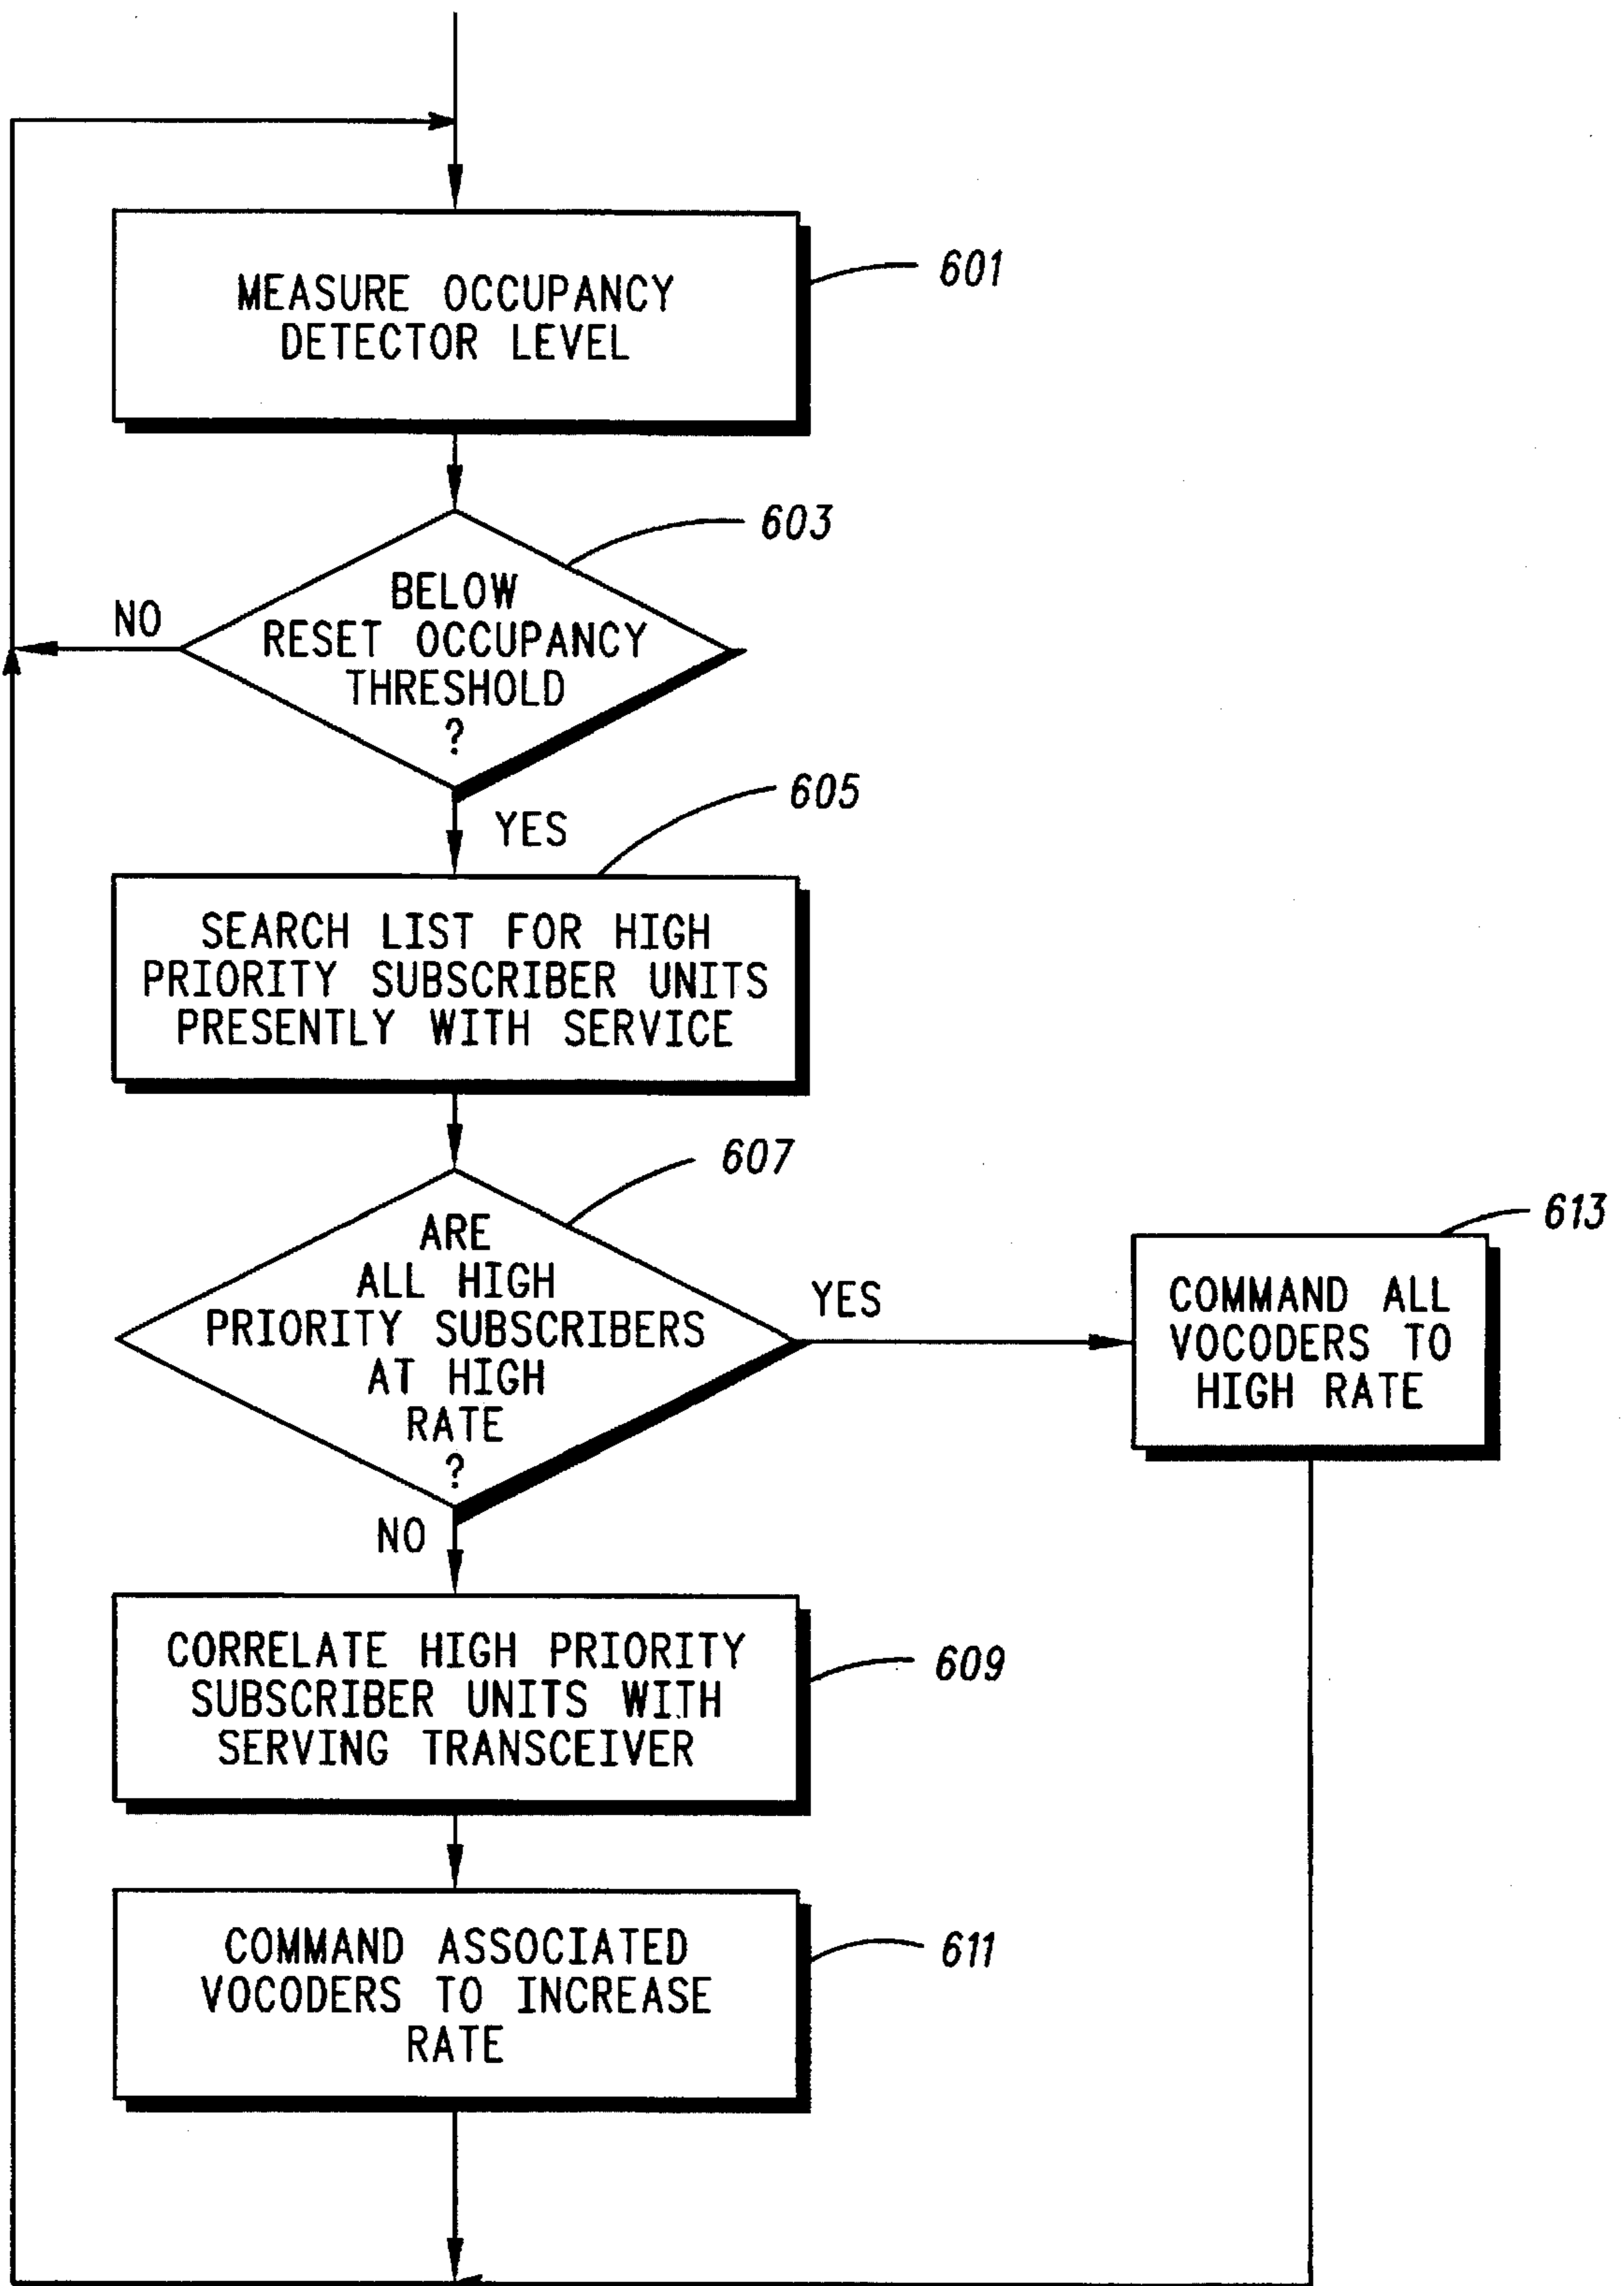 MEASURE OCCUPANCY
DETECTOR LEVEL
601
BELOW
RESET OCCUPANCY
THRESHOLD
?
603
NO
YES
605
SEARCH LIST FOR HIGH
PRIORITY SUBSCRIBER UNITS
PRESENTLY WITH SERVICE
607
ARE
ALL HIGH
PRIORITY SUBSCRIBERS
AT HIGH
RATE
?
YES
613
COMMAND ALL
VOCODERS TO
HIGH RATE
NO
CORRELATE HIGH PRIORITY
SUBSCRIBER UNITS WITH
SERVING TRANSCEIVER
609
COMMAND ASSOCIATED
VOCODERS TO INCREASE
RATE
611